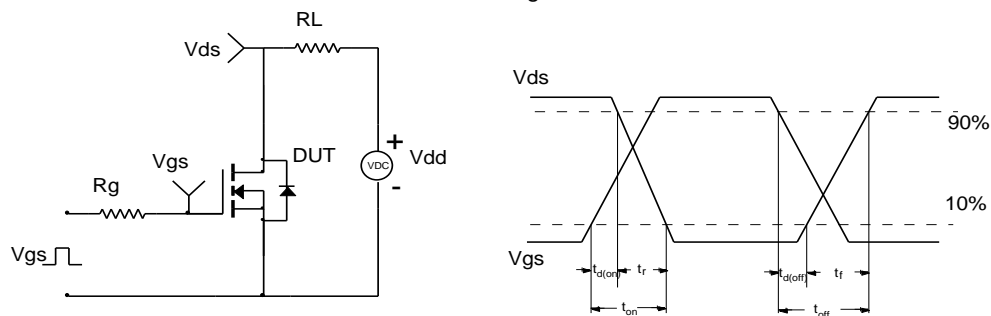 g
RL
Vds
Vds
90%
DUT
+
VDC
Vdd
-
Vgs
Rg
10%
Vgs
Vgs
td(on)
tr
td(off)
tf
ton
toff